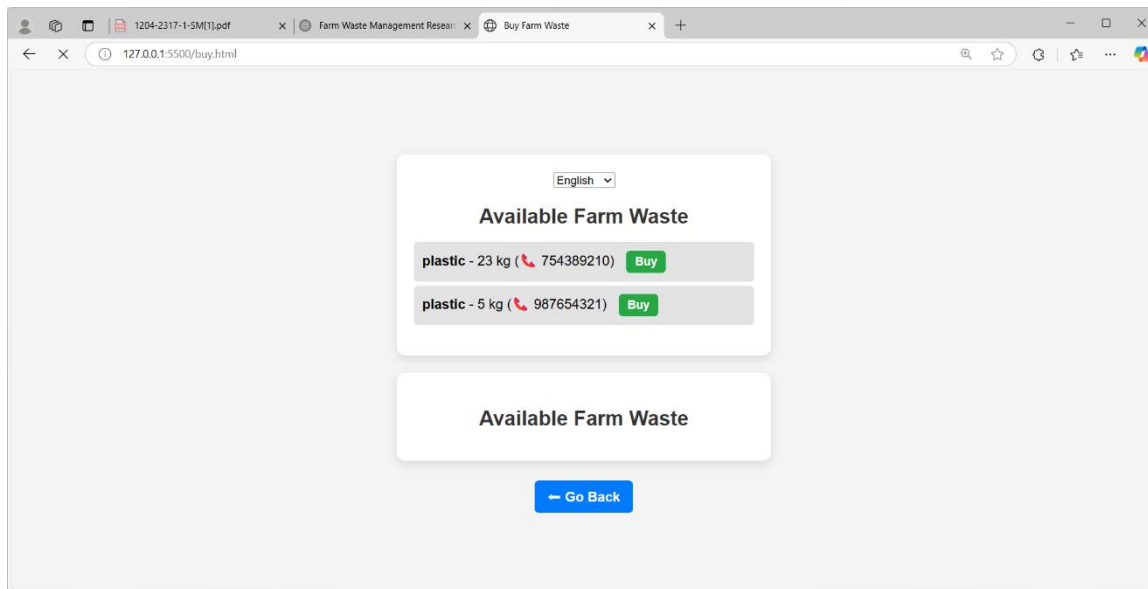 1204-2317-1-SM[1].pdf
Farm Waste Management Researc
Buy Farm Waste
127.0.0.1:5500/buy.html
English
Available Farm Waste
plastic - 23 kg (📞 754389210) Buy
plastic - 5 kg (📞 987654321) Buy
Available Farm Waste
⬅ Go Back